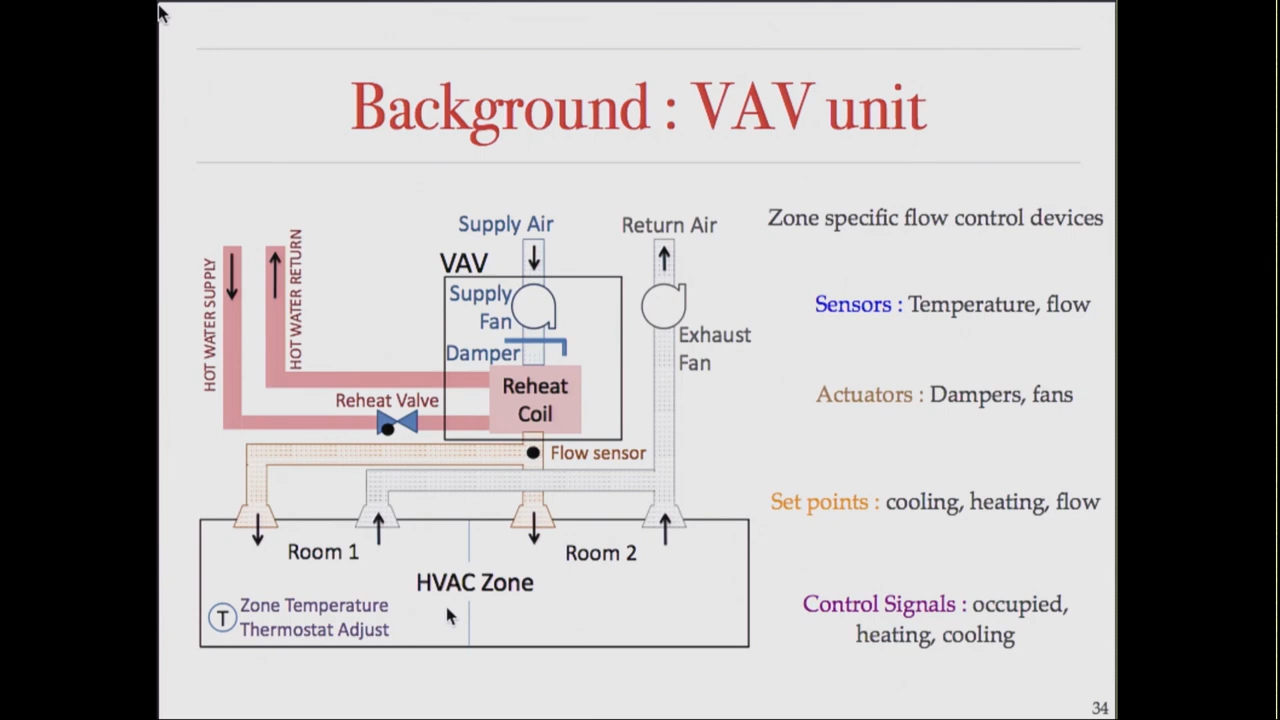 Background : VAV unit
Supply Air
Return Air
Zone specific flow control devices
VAV
HOT WATER SUPPLY
HOT WATER RETURN
Supply
Fan
Damper
Exhaust
Fan
Sensors : Temperature, flow
Reheat
Coil
Reheat Valve
Actuators : Dampers, fans
Flow sensor
Set points : cooling, heating, flow
Room 1
Room 2
HVAC Zone
T
Zone Temperature
Thermostat Adjust
Control Signals : occupied,
heating, cooling
34